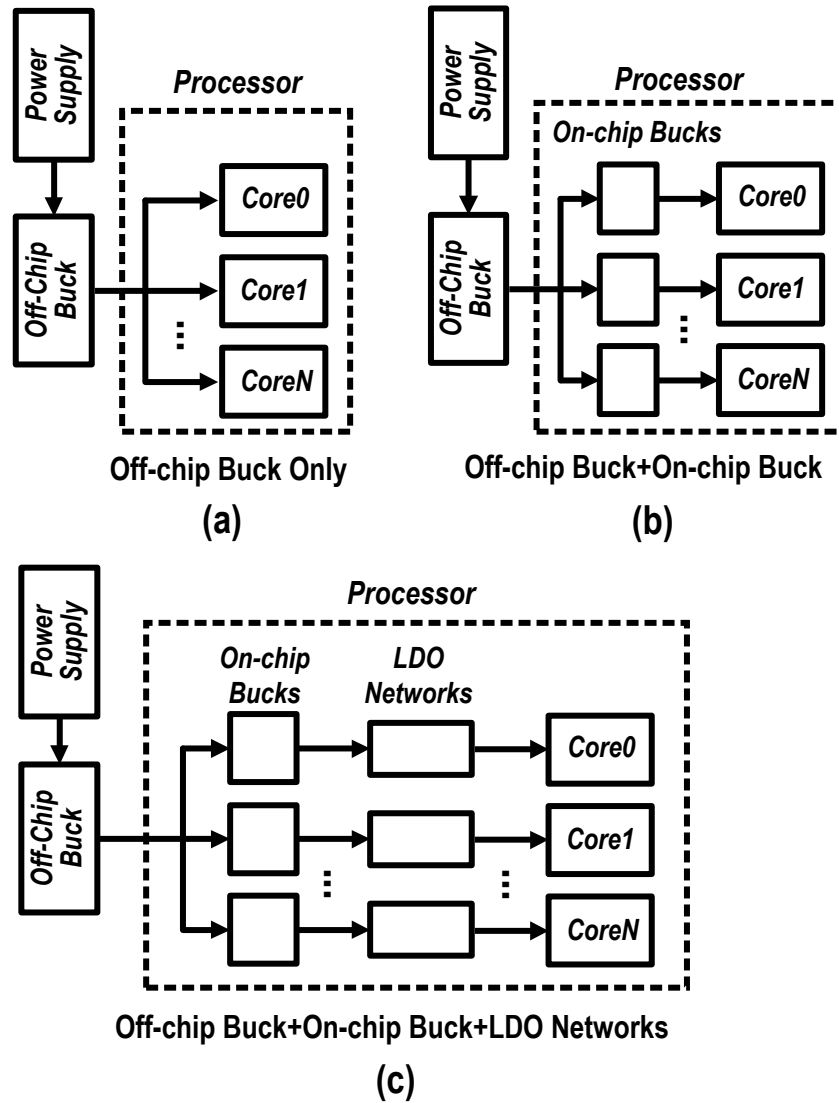 Power
Supply
Off-Chip
Buck
Processor
Core0
Core1
...
CoreN
Off-chip Buck Only
(a)
Power
Supply
Off-Chip
Buck
Processor
On-chip Bucks
Core0
Core1
...
CoreN
Off-chip Buck+On-chip Buck
(b)
Power
Supply
Off-Chip
Buck
Processor
On-chip
Bucks
LDO
Networks
Core0
Core1
...
...
CoreN
Off-chip Buck+On-chip Buck+LDO Networks
(c)